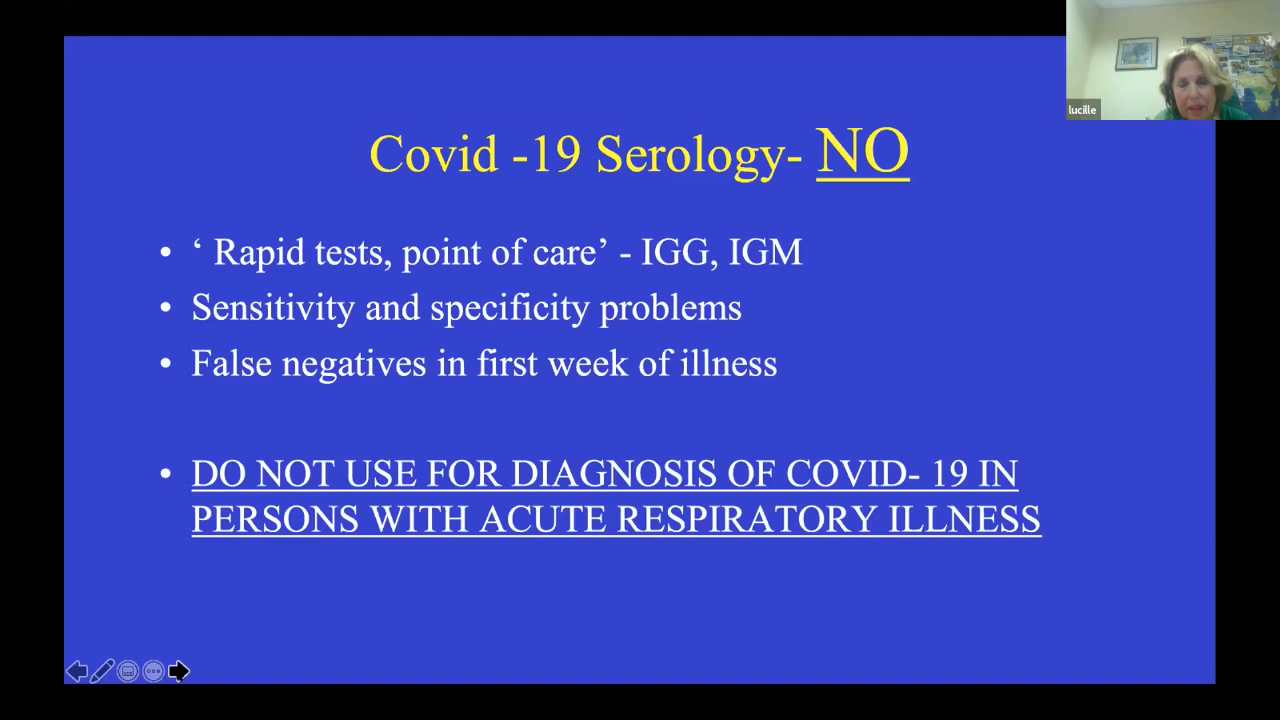 lucille
Covid -19 Serology- NO
• ‘ Rapid tests, point of care’ - IGG, IGM
• Sensitivity and specificity problems
• False negatives in first week of illness
• DO NOT USE FOR DIAGNOSIS OF COVID- 19 IN
PERSONS WITH ACUTE RESPIRATORY ILLNESS